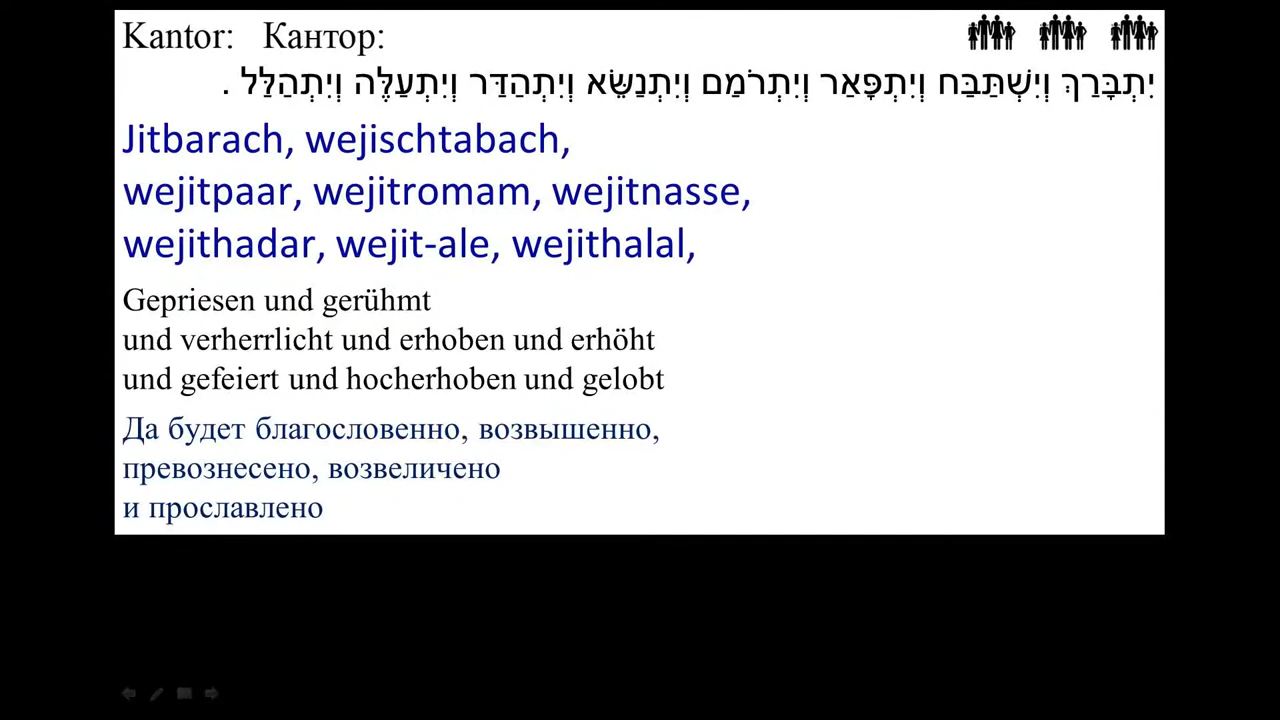 Kantor: Кантор:
יִתְבָּרַךְ וְיִשְׁתַּבַּח וְיִתְפָּאַר וְיִתְרֹמַם וְיִתְנַשֵּׂא וְיִתְהַדַּר וְיִתְעַלֶּה וְיִתְהַלַּל .
Jitbarach, wejischtabach,
wejitpaar, wejitromam, wejitnasse,
wejithadar, wejit-ale, wejithalal,
Gepriesen und gerühmt
und verherrlicht und erhoben und erhöht
und gefeiert und hocherhoben und gelobt
Да будет благословенно, возвышенно,
превознесено, возвеличено
и прославлено